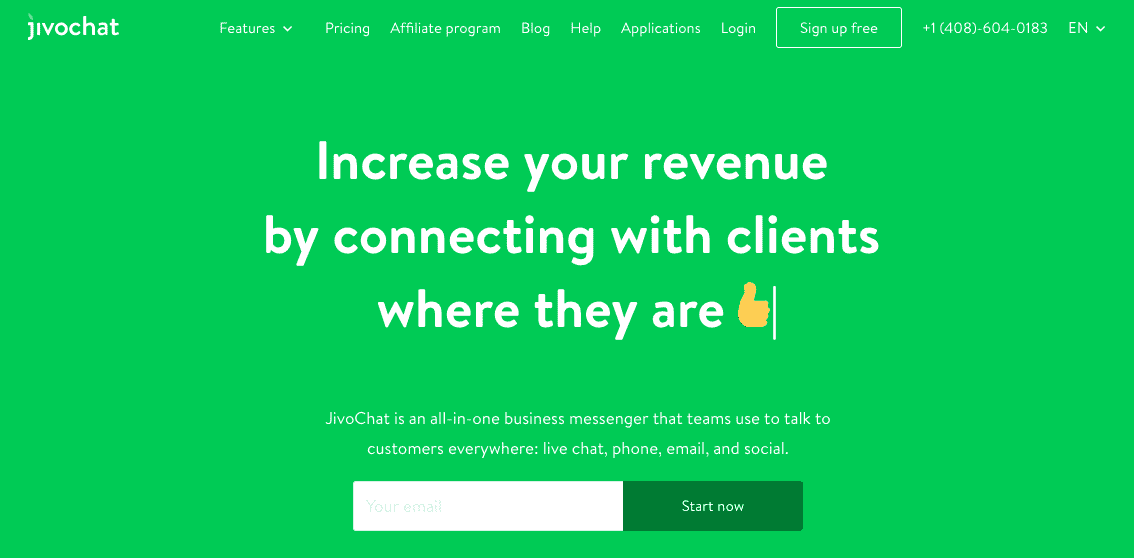 jivochat
Features
Pricing
Affiliate program
Blog
Help
Applications
Login
Sign up free
+1 (408)-604-0183
EN
Increase your revenue
by connecting with clients
where they are 👍
JivoChat is an all-in-one business messenger that teams use to talk to
customers everywhere: live chat, phone, email, and social.
Your email
Start now